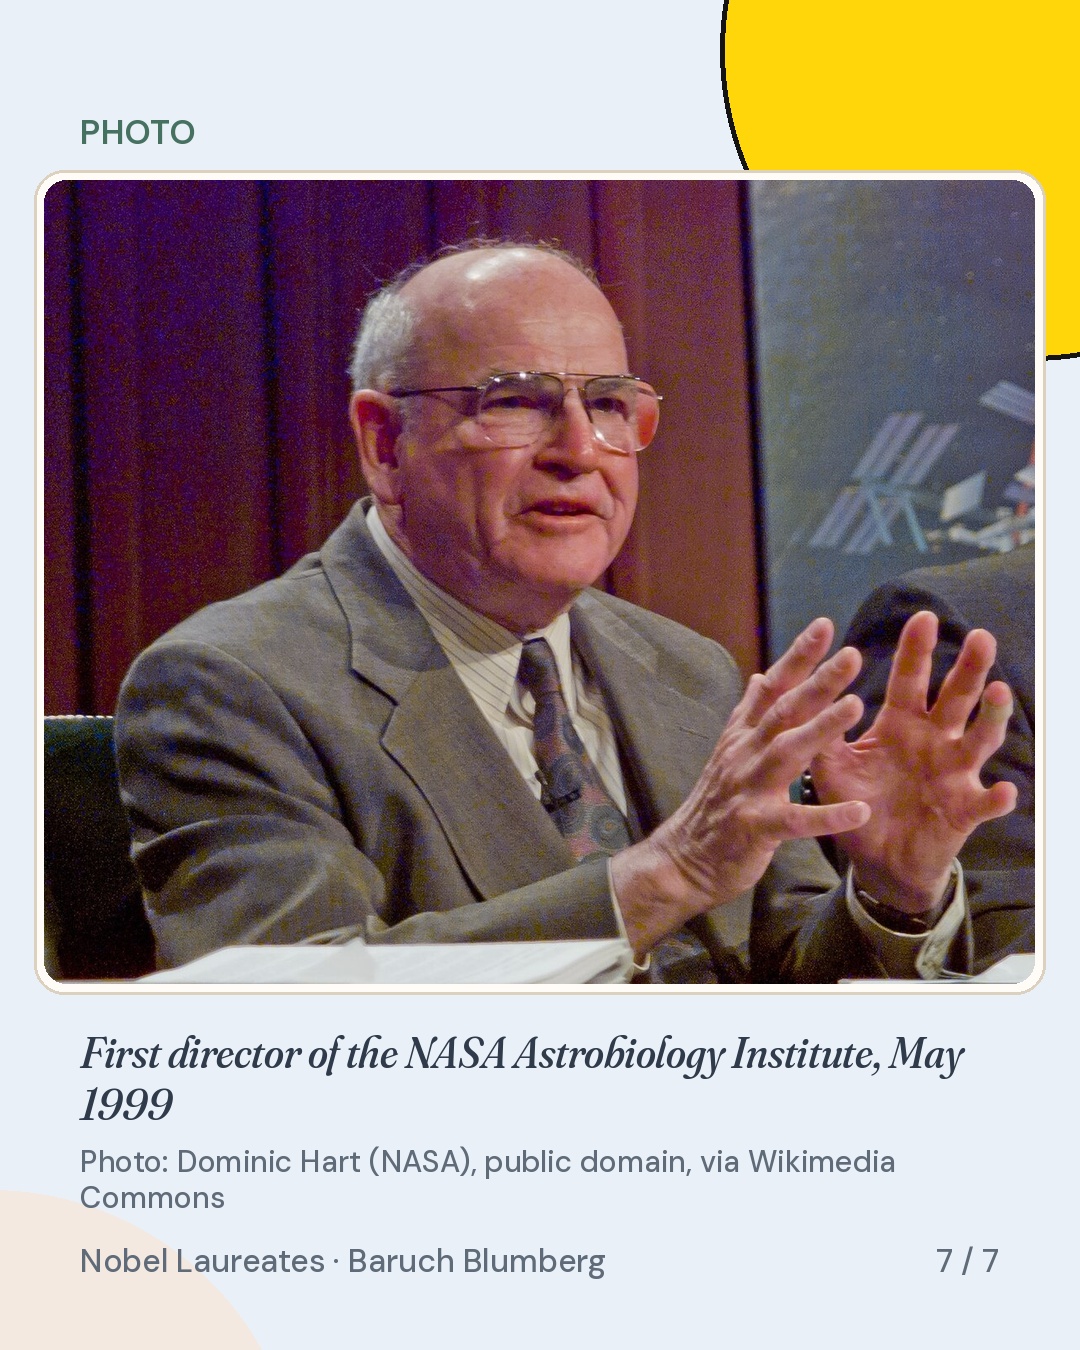 PHOTO
First director of the NASA Astrobiology Institute, May
1999
Photo: Dominic Hart (NASA), public domain, via Wikimedia
Commons
Nobel Laureates · Baruch Blumberg
7 / 7